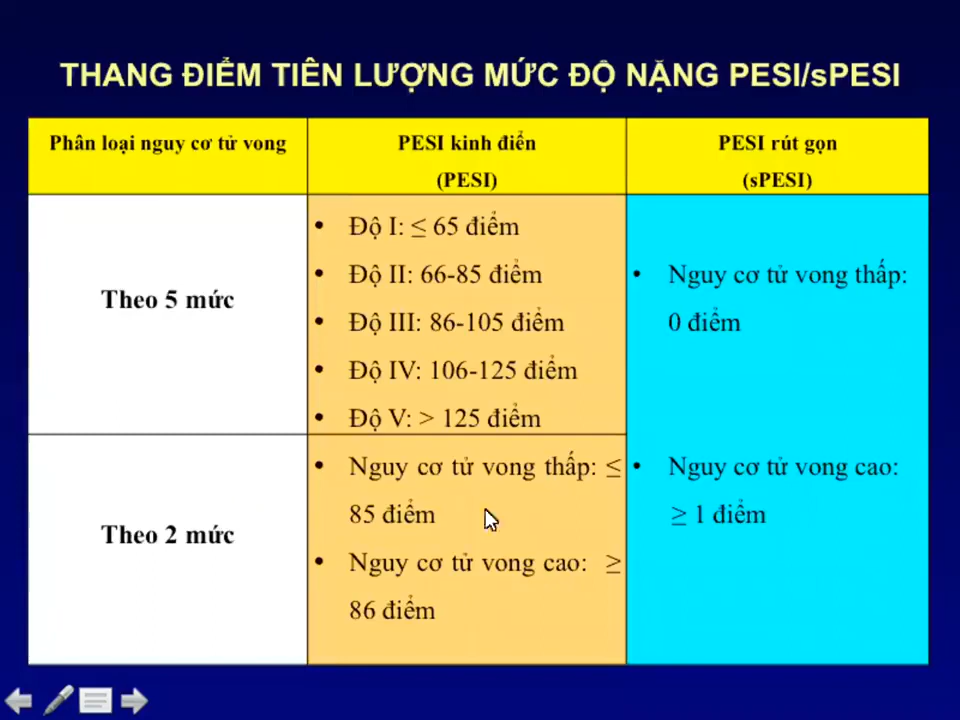 THANG ĐIỂM TIÊN LƯỢNG MỨC ĐỘ NẶNG PESI/sPESI
Phân loại nguy cơ tử vong
PESI kinh điển
(PESI)
PESI rút gọn
(sPESI)
Theo 5 mức
• Độ I: ≤ 65 điểm
• Độ II: 66-85 điểm
• Độ III: 86-105 điểm
• Độ IV: 106-125 điểm
• Độ V: > 125 điểm
Theo 2 mức
• Nguy cơ tử vong thấp: ≤
85 điểm
• Nguy cơ tử vong cao: ≥
86 điểm
• Nguy cơ tử vong thấp:
0 điểm
• Nguy cơ tử vong cao:
≥ 1 điểm